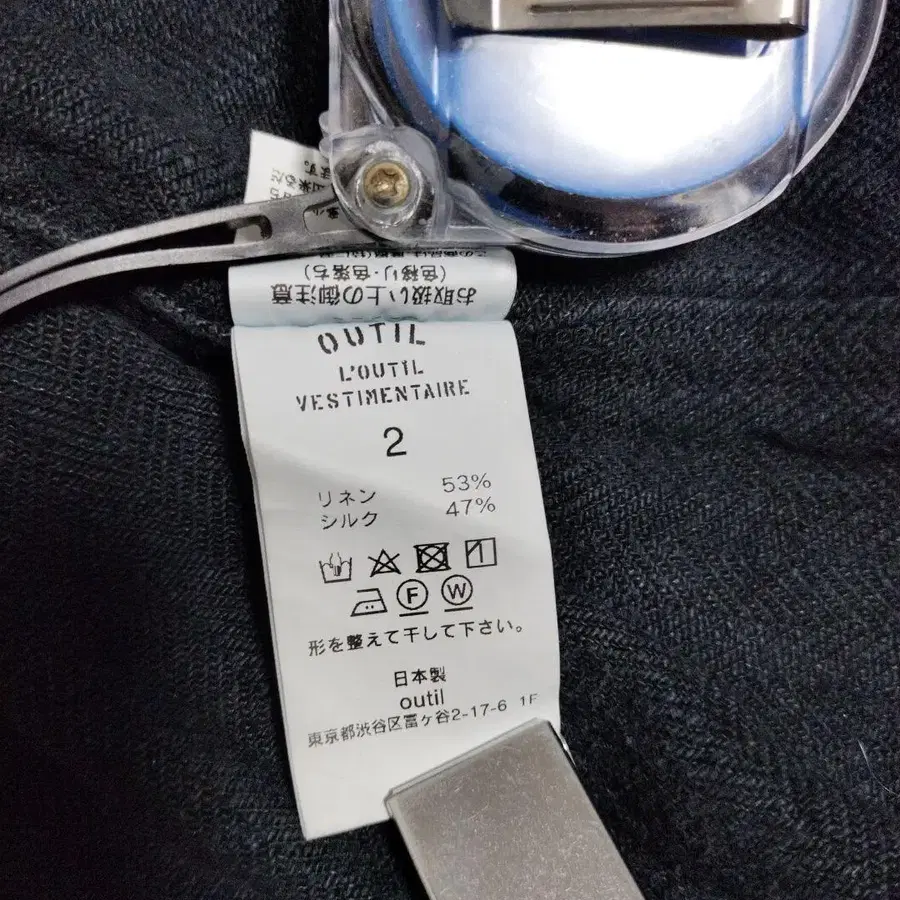 お取扱い上の御注意
(色移り・色落ち)
OUTIL
L'OUTIL
VESTIMENTAIRE
2
リネン 53%
シルク 47%
F W
形を整えて干して下さい。
日本製
outil
東京都渋谷区富ヶ谷2-17-6 1F